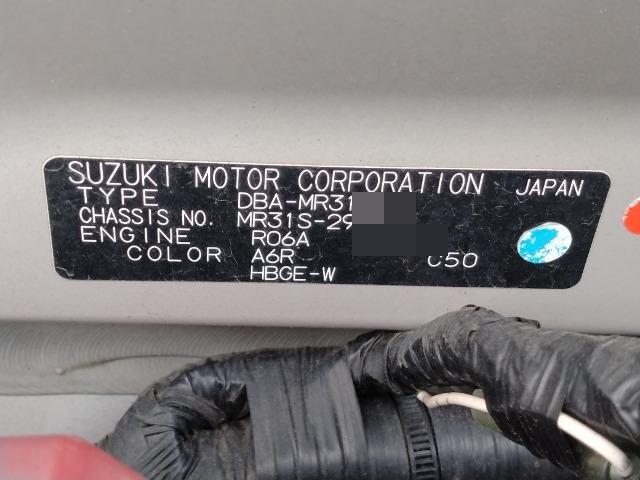 SUZUKI MOTOR CORPORATION JAPAN
TYPE DBA-MR31
CHASSIS NO. MR31S-29
ENGINE R06A
COLOR A6R C50
HBGE-W